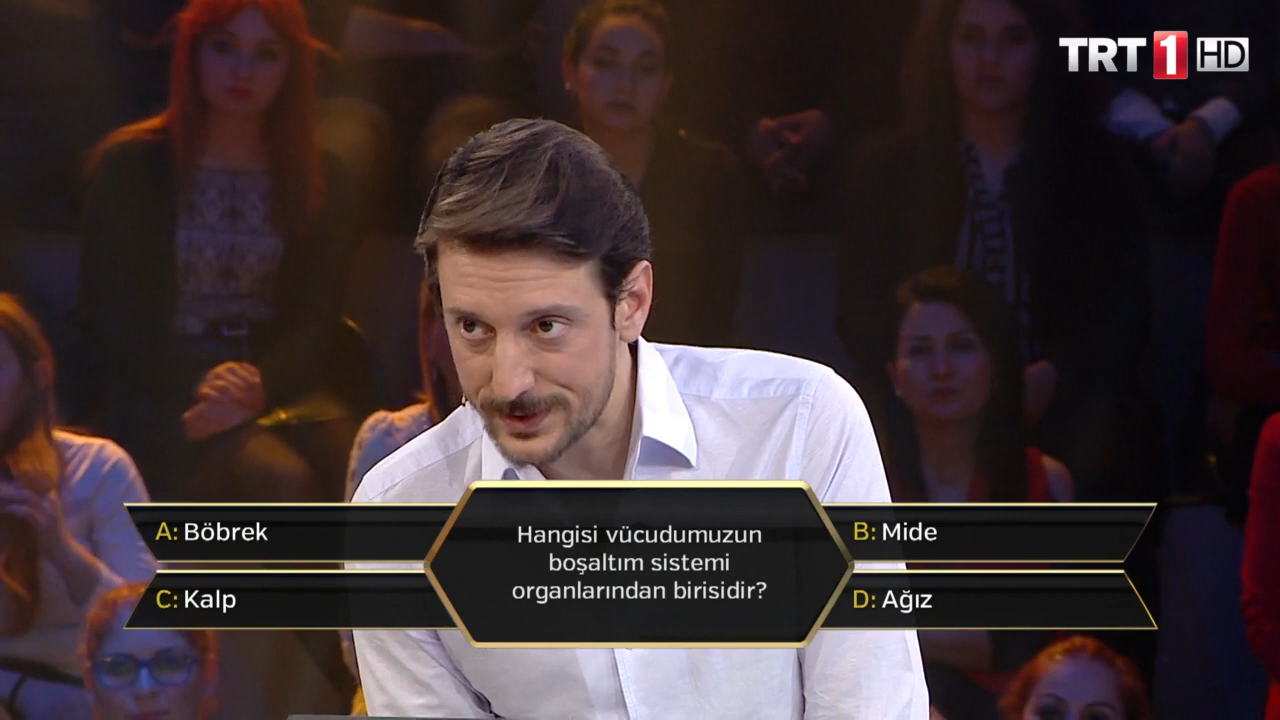 TRT 1 HD
A: Böbrek
Hangisi vücudumuzun
boşaltım sistemi
organlarından birisidir?
B: Mide
C: Kalp
D: Ağız